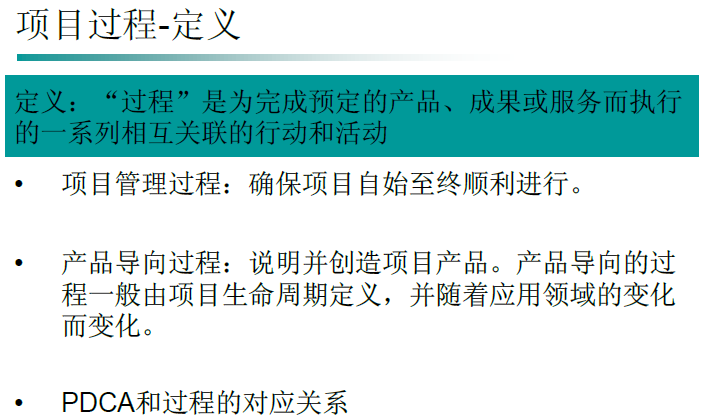 项目过程-定义
定义：“过程”是为完成预定的产品、成果或服务而执行
的一系列相互关联的行动和活动
• 项目管理过程：确保项目自始至终顺利进行。
• 产品导向过程：说明并创造项目产品。产品导向的过
程一般由项目生命周期定义，并随着应用领域的变化
而变化。
• PDCA和过程的对应关系